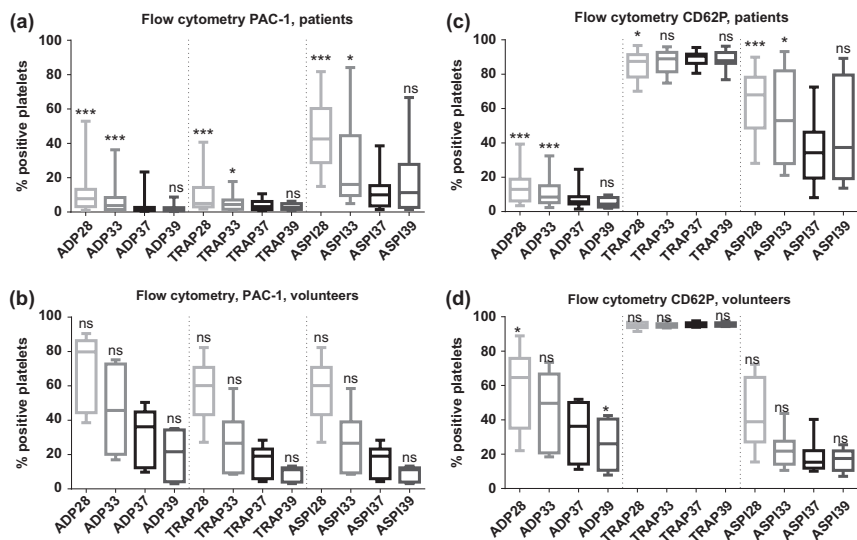 (a) Flow cytometry PAC-1, patients
% positive platelets
100
80
60
40
20
0
*** *** ns *** * ns *** * ns
ADP28 ADP33 ADP37 ADP39 TRAP28 TRAP33 TRAP37 TRAP39 ASPI28 ASPI33 ASPI37 ASPI39
(c) Flow cytometry CD62P, patients
% positive platelets
100
80
60
40
20
0
*** *** ns * ns ns *** * ns
ADP28 ADP33 ADP37 ADP39 TRAP28 TRAP33 TRAP37 TRAP39 ASPI28 ASPI33 ASPI37 ASPI39
(b) Flow cytometry, PAC-1, volunteers
% positive platelets
100
80
60
40
20
0
ns ns ns ns ns ns ns ns ns
ADP28 ADP33 ADP37 ADP39 TRAP28 TRAP33 TRAP37 TRAP39 ASPI28 ASPI33 ASPI37 ASPI39
(d) Flow cytometry CD62P, volunteers
% positive platelets
100
80
60
40
20
0
* ns * ns ns ns ns ns ns
ADP28 ADP33 ADP37 ADP39 TRAP28 TRAP33 TRAP37 TRAP39 ASPI28 ASPI33 ASPI37 ASPI39